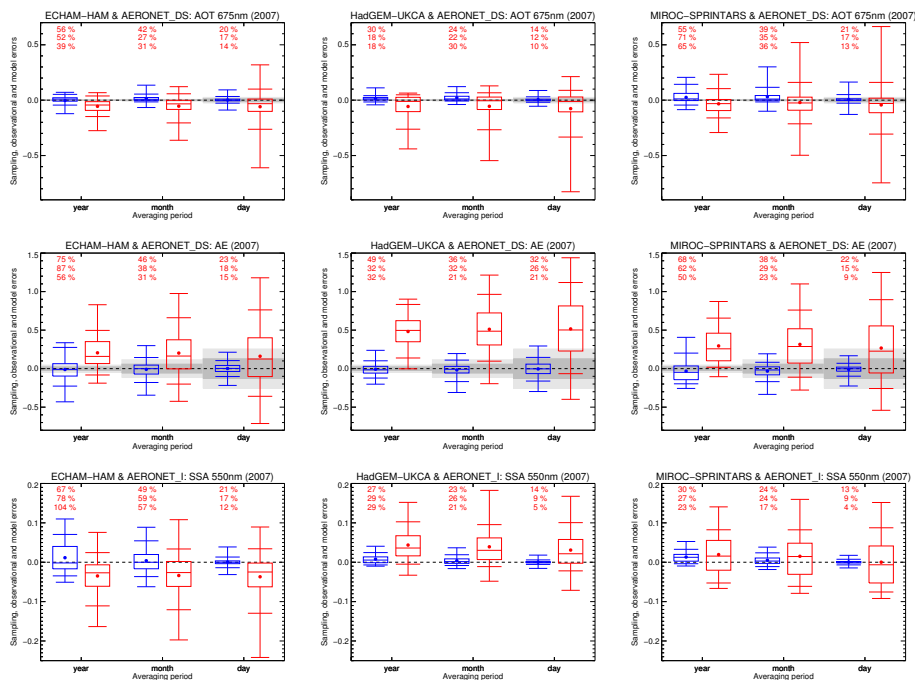 ECHAM−HAM & AERONET_DS: AOT 675nm (2007)
56 % 42 % 20 %
52 % 27 % 17 %
39 % 31 % 14 %
Sampling, observational and model errors
0.5
0.0
−0.5
year month day
Averaging period
HadGEM−UKCA & AERONET_DS: AOT 675nm (2007)
30 % 24 % 14 %
18 % 22 % 12 %
18 % 30 % 10 %
Sampling, observational and model errors
0.5
0.0
−0.5
year month day
Averaging period
MIROC−SPRINTARS & AERONET_DS: AOT 675nm (2007)
55 % 39 % 21 %
71 % 35 % 17 %
65 % 36 % 13 %
Sampling, observational and model errors
0.5
0.0
−0.5
year month day
Averaging period
ECHAM−HAM & AERONET_DS: AE (2007)
75 % 46 % 23 %
87 % 38 % 18 %
56 % 31 % 15 %
Sampling, observational and model errors
1.5
1.0
0.5
0.0
−0.5
year month day
Averaging period
HadGEM−UKCA & AERONET_DS: AE (2007)
49 % 36 % 32 %
32 % 32 % 26 %
32 % 21 % 21 %
Sampling, observational and model errors
1.5
1.0
0.5
0.0
−0.5
year month day
Averaging period
MIROC−SPRINTARS & AERONET_DS: AE (2007)
68 % 38 % 22 %
62 % 29 % 15 %
50 % 23 % 9 %
Sampling, observational and model errors
1.5
1.0
0.5
0.0
−0.5
year month day
Averaging period
ECHAM−HAM & AERONET_I: SSA 550nm (2007)
67 % 49 % 21 %
78 % 59 % 17 %
104 % 57 % 12 %
Sampling, observational and model errors
0.2
0.1
0.0
−0.1
−0.2
year month day
Averaging period
HadGEM−UKCA & AERONET_I: SSA 550nm (2007)
27 % 23 % 14 %
29 % 26 % 9 %
29 % 21 % 5 %
Sampling, observational and model errors
0.2
0.1
0.0
−0.1
−0.2
year month day
Averaging period
MIROC−SPRINTARS & AERONET_I: SSA 550nm (2007)
30 % 24 % 13 %
27 % 24 % 9 %
23 % 17 % 4 %
Sampling, observational and model errors
0.2
0.1
0.0
−0.1
−0.2
year month day
Averaging period